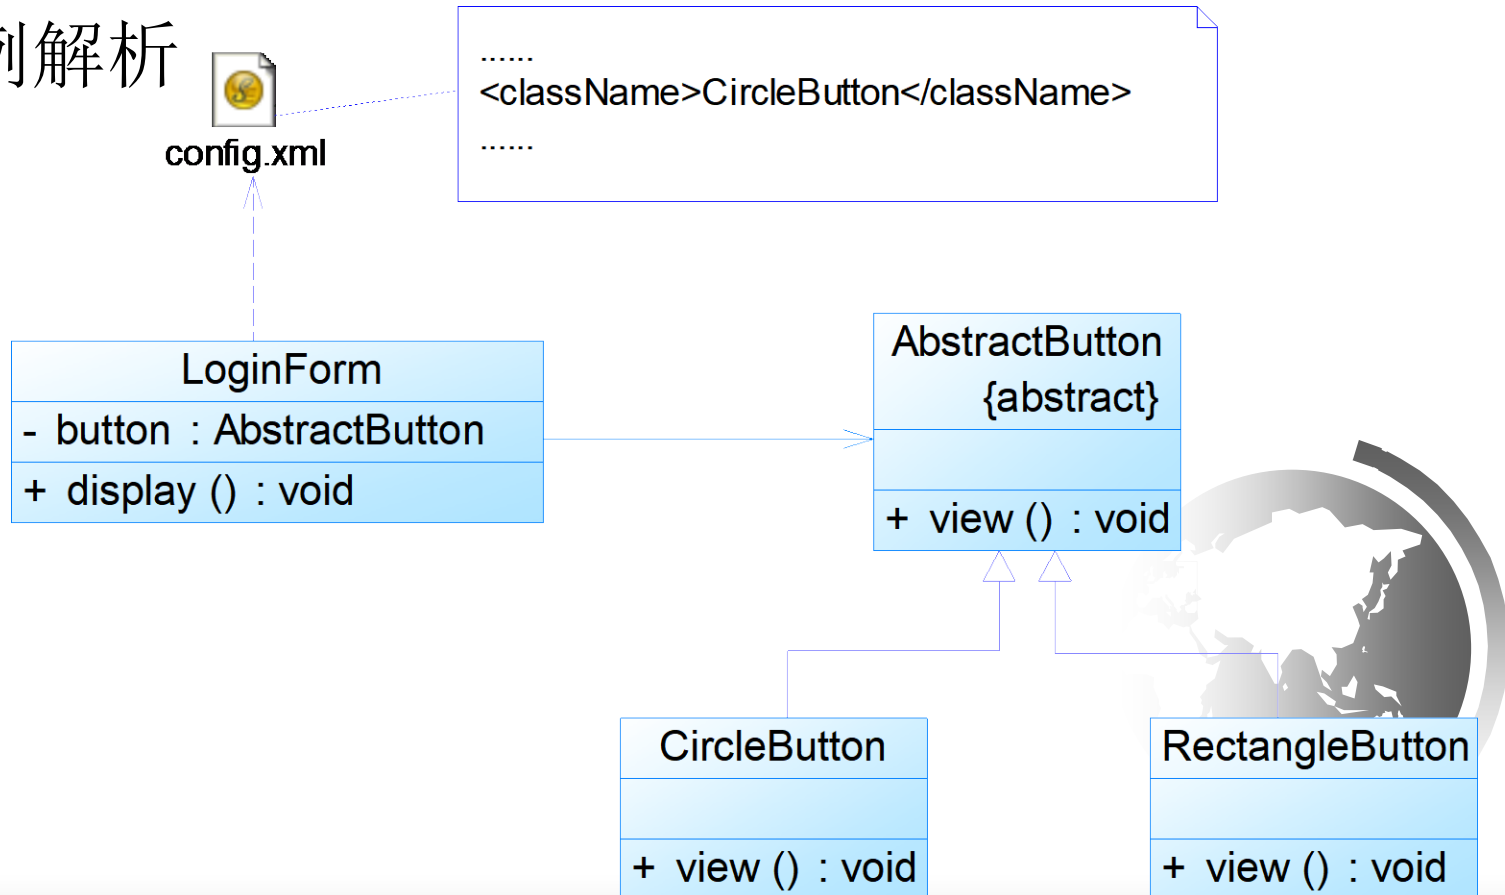 例解析
config.xml
......
<className>CircleButton</className>
......
LoginForm
- button : AbstractButton
+ display () : void
AbstractButton
{abstract}
+ view () : void
CircleButton
+ view () : void
RectangleButton
+ view () : void